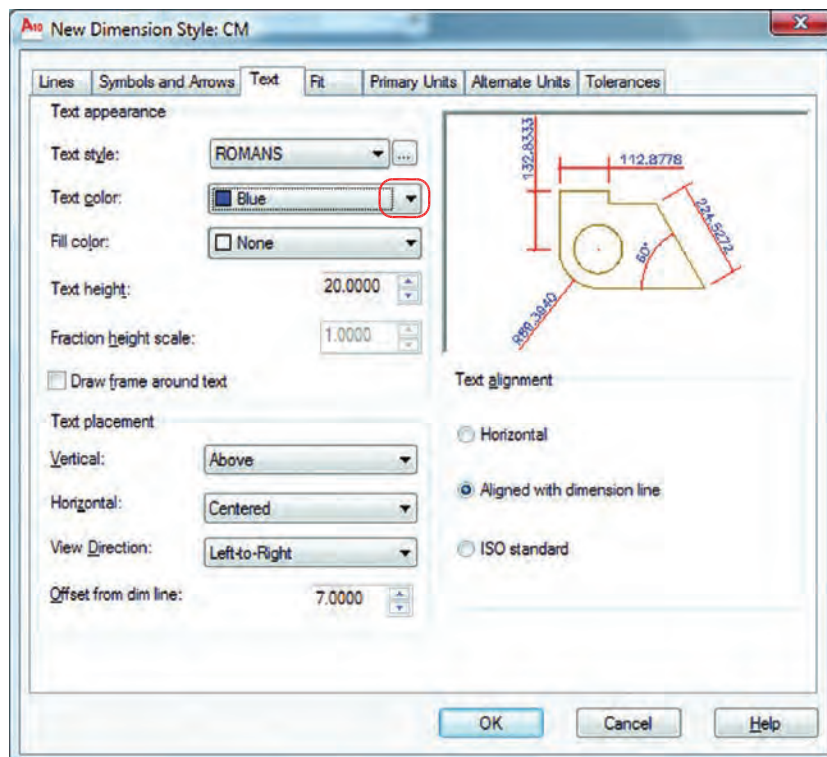 A10 New Dimension Style: CM
Lines Symbols and Arrows Text Fit Primary Units Alternate Units Tolerances
Text appearance
Text style: ROMANS ...
Text color: Blue
Fill color: None
Text height: 20.0000
Fraction height scale: 1.0000
Draw frame around text
132.8333
112.8778
224.5272
60°
R89.3940
Text placement
Vertical: Above
Horizontal: Centered
View Direction: Left-to-Right
Offset from dim line: 7.0000
Text alignment
Horizontal
Aligned with dimension line
ISO standard
OK Cancel Help